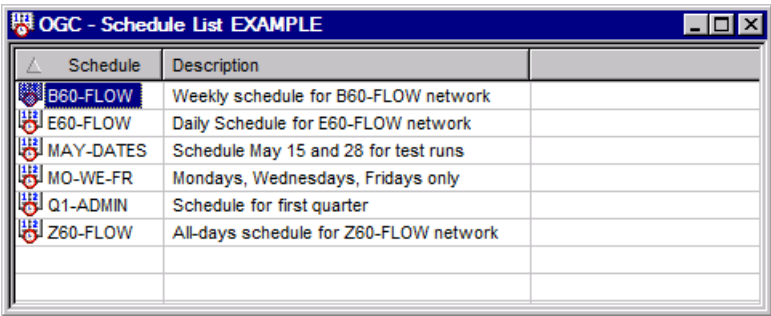 OGC - Schedule List EXAMPLE
Schedule Description
B60-FLOW Weekly schedule for B60-FLOW network
E60-FLOW Daily Schedule for E60-FLOW network
MAY-DATES Schedule May 15 and 28 for test runs
MO-WE-FR Mondays, Wednesdays, Fridays only
Q1-ADMIN Schedule for first quarter
Z60-FLOW All-days schedule for Z60-FLOW network